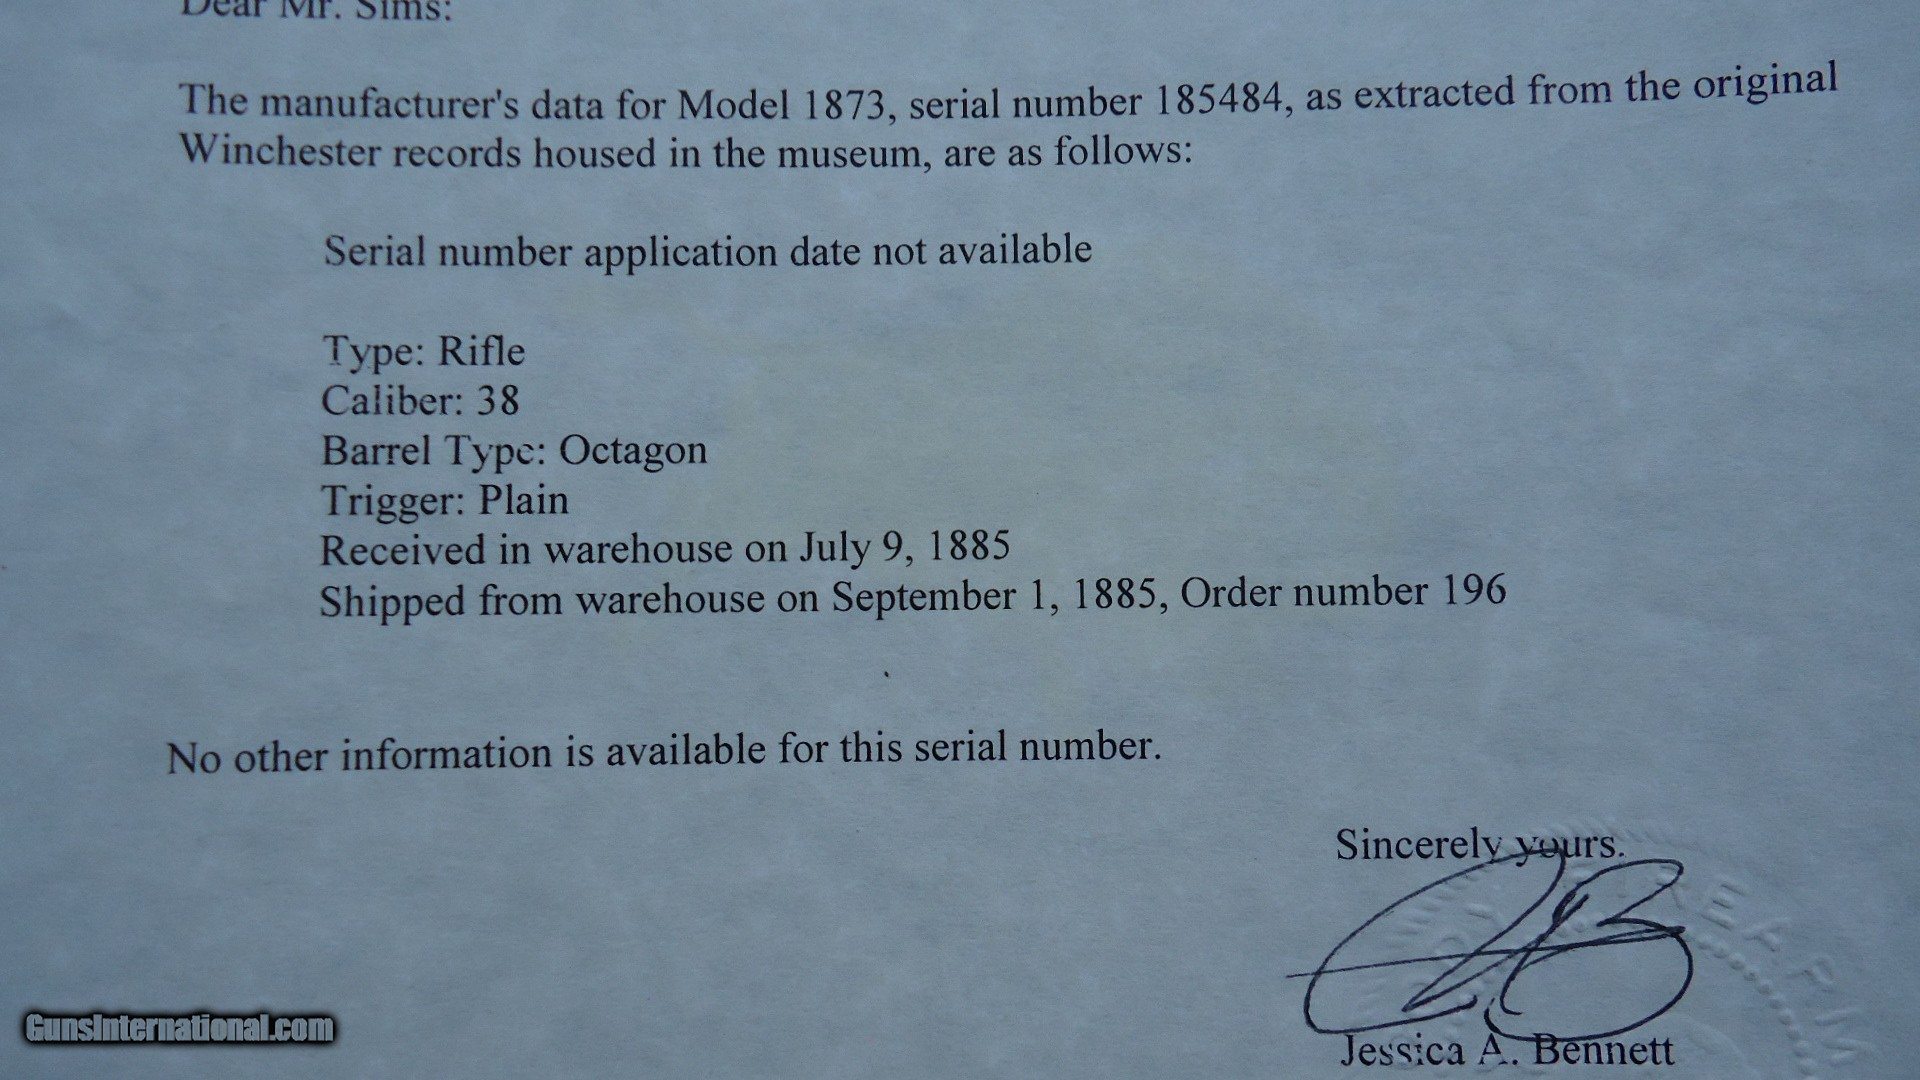 Dear Mr. Sims:
The manufacturer's data for Model 1873, serial number 185484, as extracted from the original
Winchester records housed in the museum, are as follows:
Serial number application date not available
Type: Rifle
Caliber: 38
Barrel Type: Octagon
Trigger: Plain
Received in warehouse on July 9, 1885
Shipped from warehouse on September 1, 1885, Order number 196
No other information is available for this serial number.
Sincerely yours.
Jessica A. Bennett
GunsInternational.com